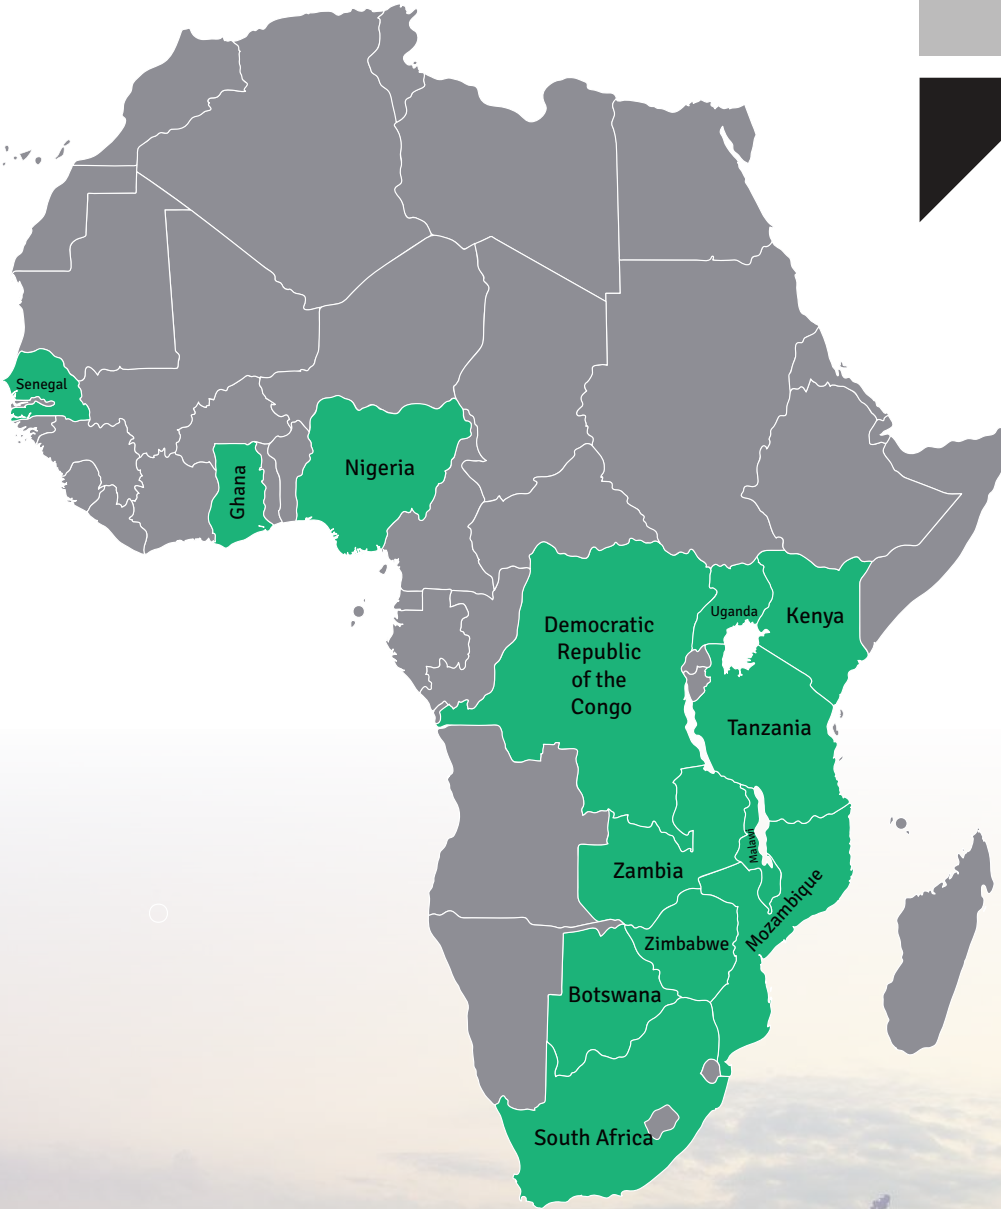 Senegal
Ghana
Nigeria
Democratic
Republic
of the
Congo
Uganda
Kenya
Tanzania
Malawi
Zambia
Mozambique
Zimbabwe
Botswana
South Africa